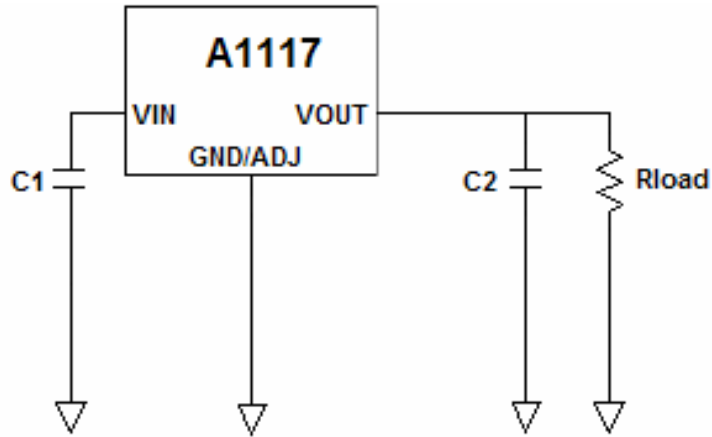 A1117
VIN
VOUT
GND/ADJ
C1
C2
Rload